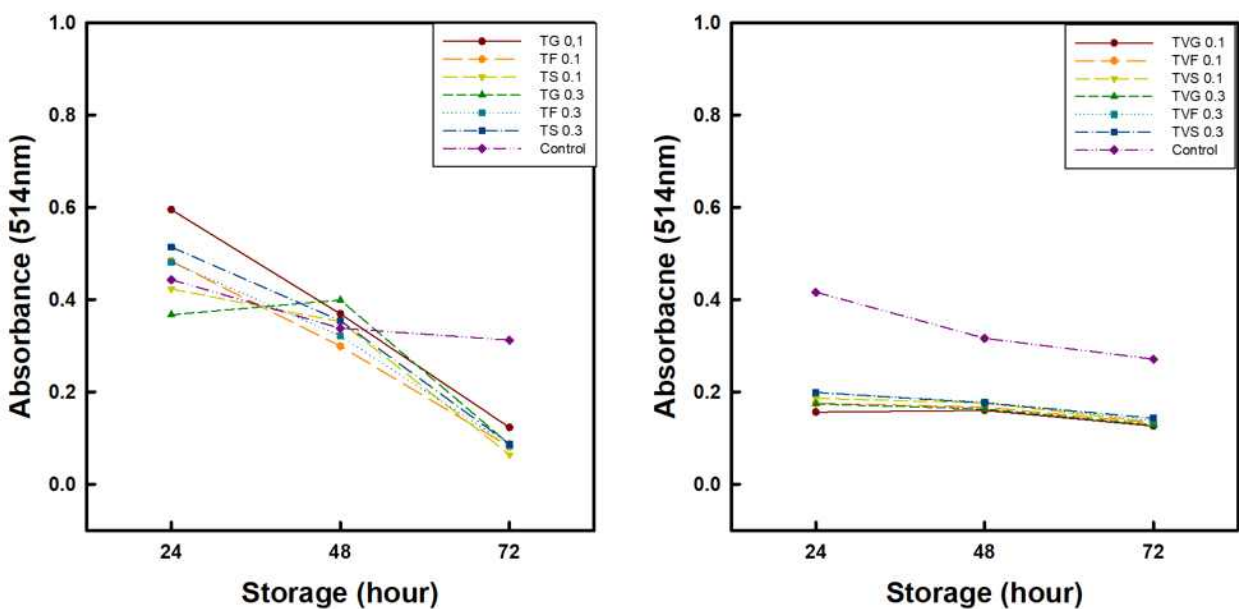 Absorbance (514nm)
1.0
0.8
0.6
0.4
0.2
0.0
TG 0,1
TF 0.1
TS 0.1
TG 0.3
TF 0.3
TS 0.3
Control
24
48
72
Storage (hour)
Absorbacne (514nm)
1.0
0.8
0.6
0.4
0.2
0.0
TVG 0.1
TVF 0.1
TVS 0.1
TVG 0.3
TVF 0.3
TVS 0.3
Control
24
48
72
Storage (hour)